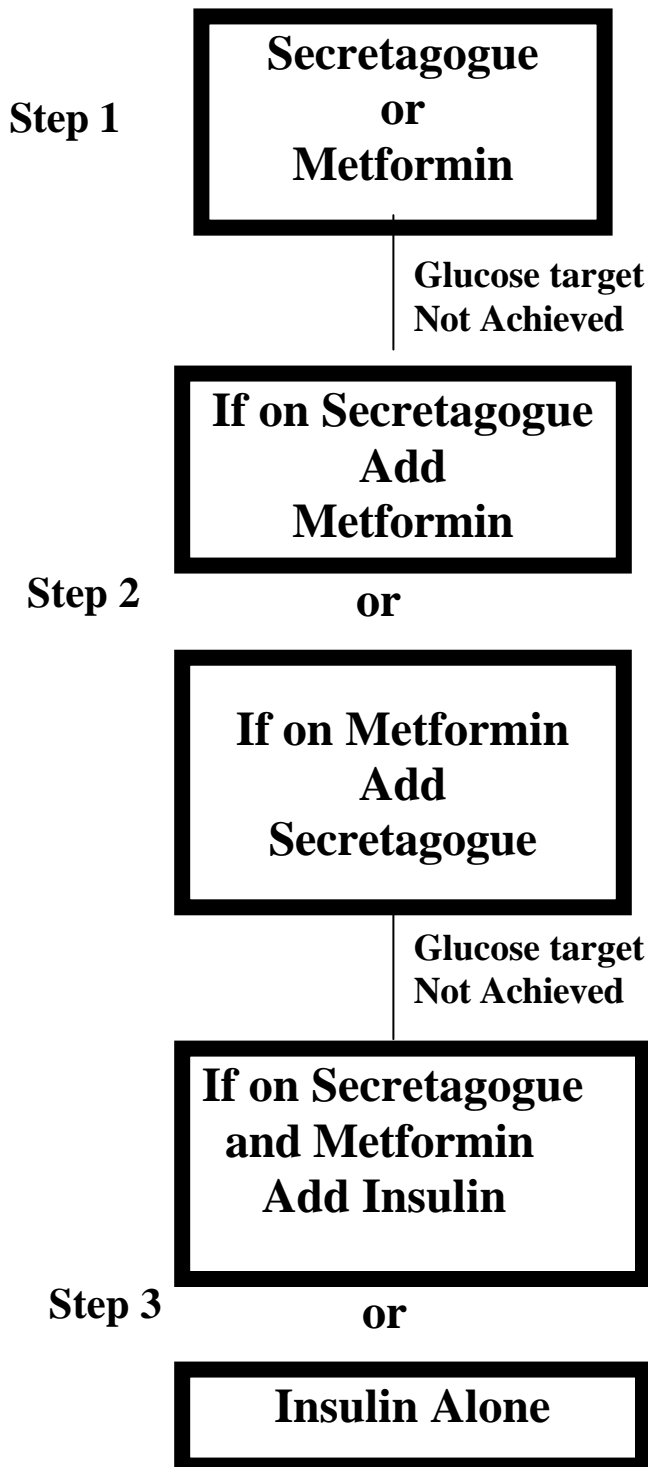 Secretagogue
or
Metformin
Step 1
Glucose target
Not Achieved
If on Secretagogue
Add
Metformin
Step 2
or
If on Metformin
Add
Secretagogue
Glucose target
Not Achieved
If on Secretagogue
and Metformin
Add Insulin
Step 3
or
Insulin Alone